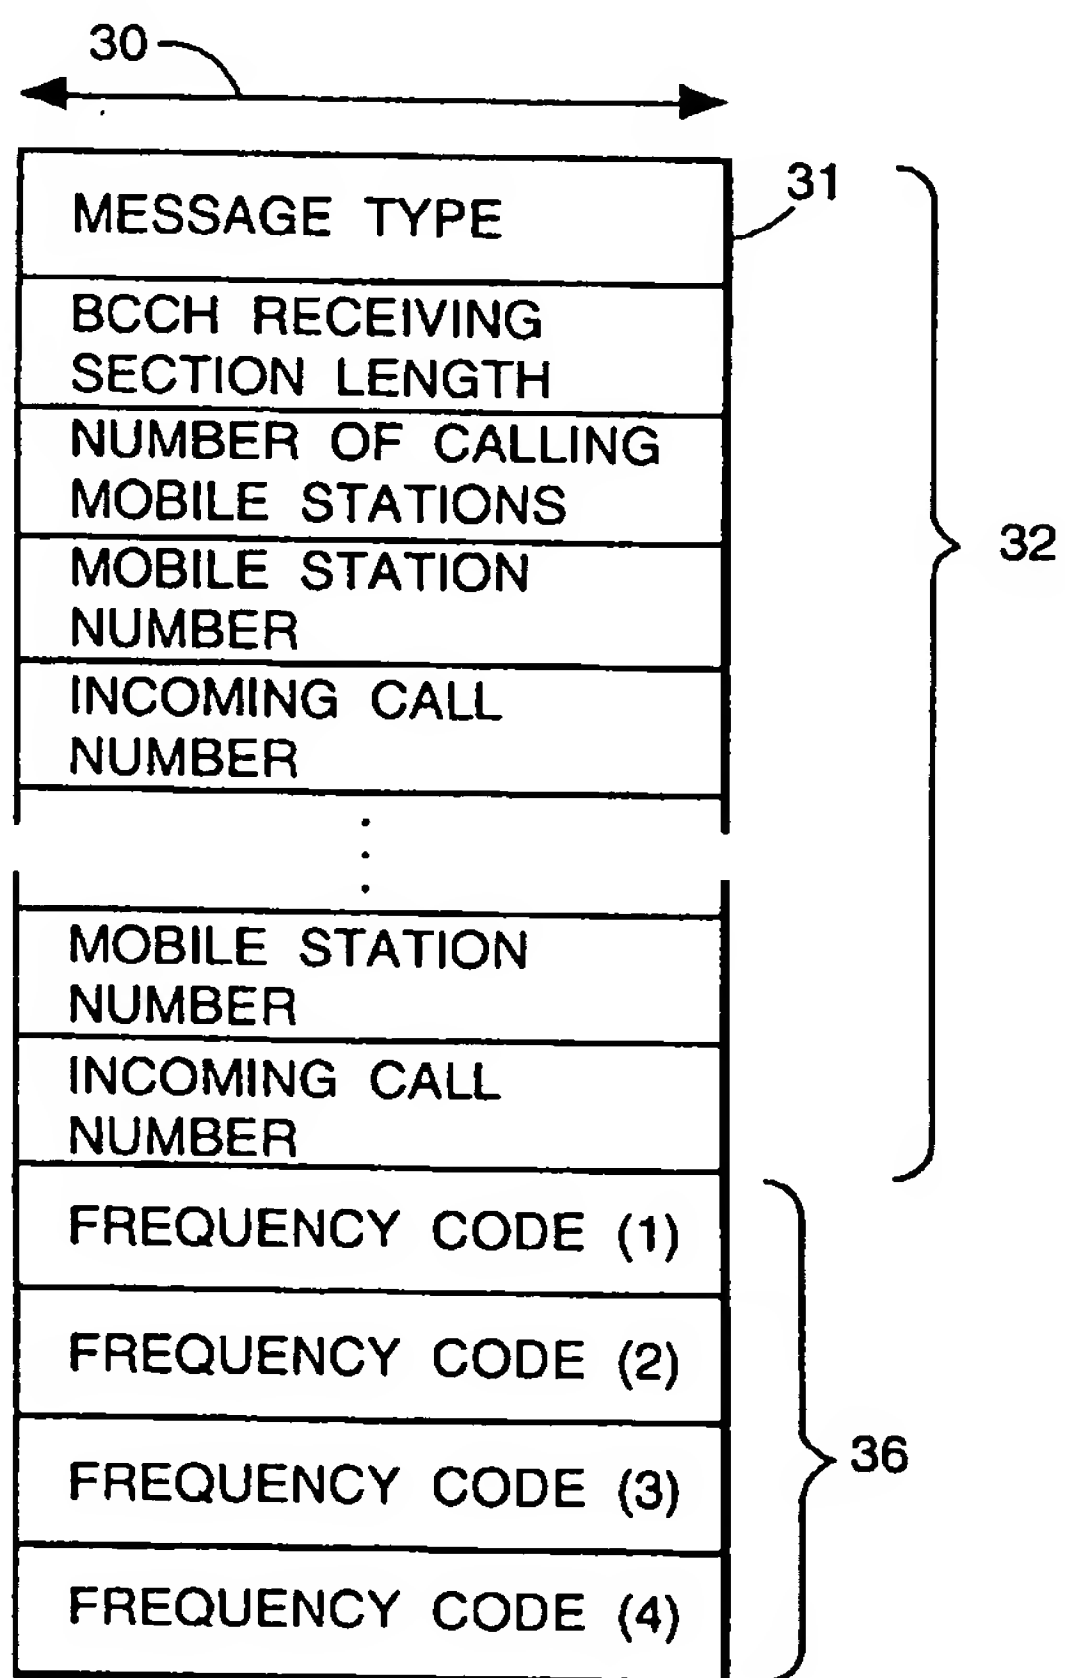 30
MESSAGE TYPE
31
BCCH RECEIVING
SECTION LENGTH
NUMBER OF CALLING
MOBILE STATIONS
32
MOBILE STATION
NUMBER
INCOMING CALL
NUMBER
MOBILE STATION
NUMBER
INCOMING CALL
NUMBER
FREQUENCY CODE (1)
FREQUENCY CODE (2)
36
FREQUENCY CODE (3)
FREQUENCY CODE (4)